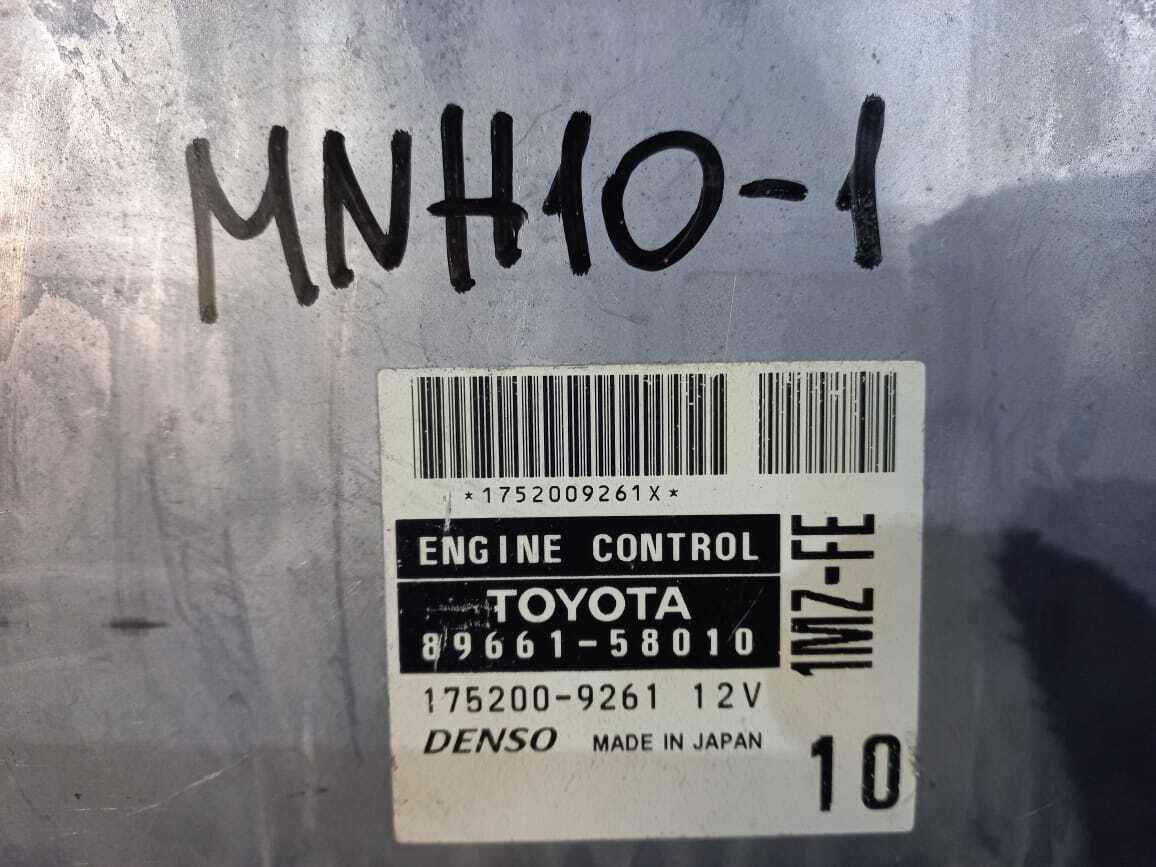 MNH10-1
*1752009261X*
ENGINE CONTROL
TOYOTA
89661-58010
1MZ-FE
175200-9261 12V
DENSO MADE IN JAPAN
10